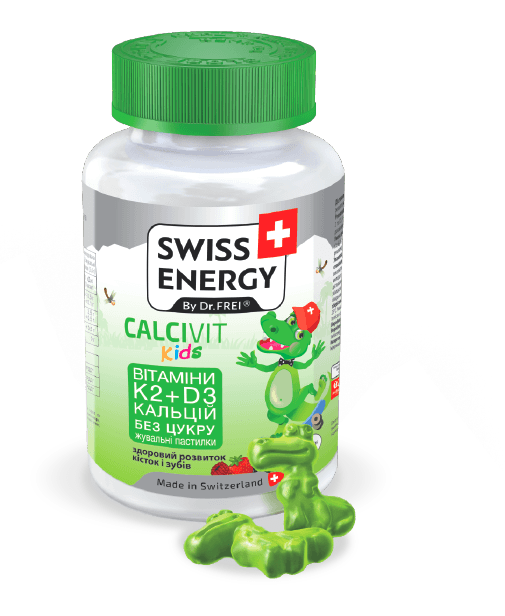 SWISS
ENERGY
By Dr. FREI®
CALCIVIT
Kids
ВІТАМІНИ
К2+D3
КАЛЬЦІЙ
БЕЗ ЦУКРУ
жувальні пастилки
здоровий розвиток
кісток і зубів
Made in Switzerland